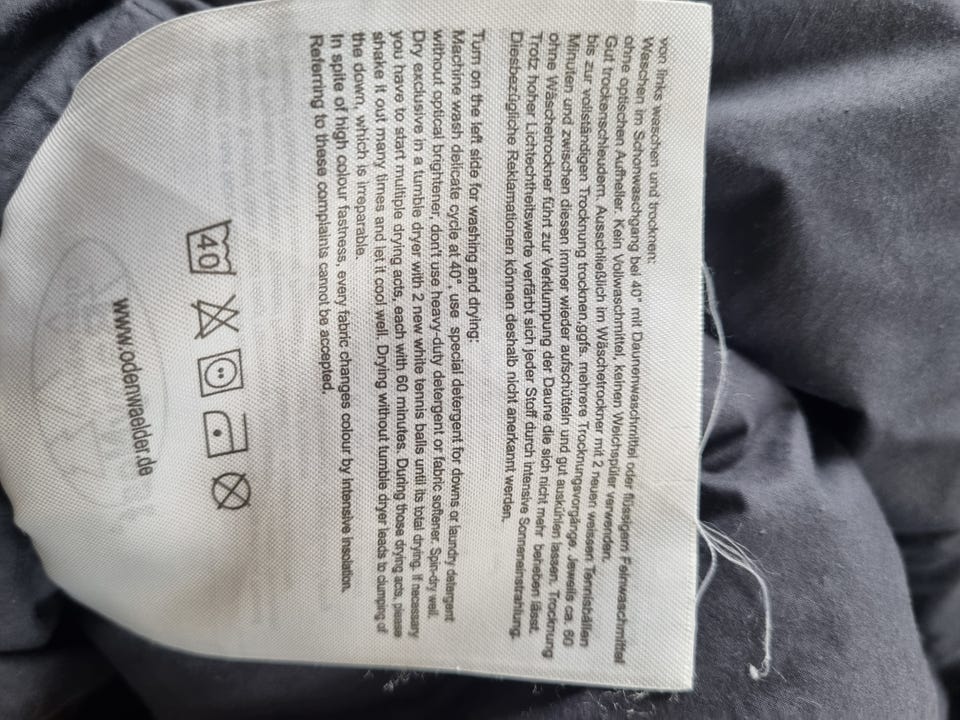 von links waschen und trocknen:
Waschen im Schonwaschgang bei 40° mit Daunenwaschmittel oder flüssigem Feinwaschmittel
ohne optischen Aufheller. Kein Vollwaschmittel, keinen Weichspüler verwenden.
Gut trockenschleudern. Ausschließlich im Wäschetrockner mit 2 neuen weissen Tennisbällen
bis zur vollständigen Trocknung trocknen,ggfs. mehrere Trocknungsvorgänge. Jeweils ca. 60
Minuten und zwischen diesen immer wieder aufschütteln und gut auskühlen lassen. Trocknung
ohne Wäschetrockner führt zur Verklumpung der Daune die sich nicht mehr beheben lässt.
Trotz hoher Lichtechtheitswerte verfärbt sich jeder Stoff durch intensive Sonneneinstrahlung.
Diesbezügliche Reklamationen können deshalb nicht anerkannt werden.
Turn on the left side for washing and drying:
Machine wash delicate cycle at 40°, use special detergent for downs or laundry detergent
without optical brightener, don't use heavy-duty detergent or fabric softener. Spin-dry well.
Dry exclusive in a tumble dryer with 2 new white tennis balls until its total drying. If necessary
you have to start multiple drying acts, each with 60 minutes. During those drying acts, please
shake it out many times and let it cool well. Drying without tumble dryer leads to clumping of
the down, which is irreparable.
In spite of high colour fastness, every fabric changes colour by intensive insolation.
Referring to these complaints cannot be accepted.
40
www.odenwaelder.de